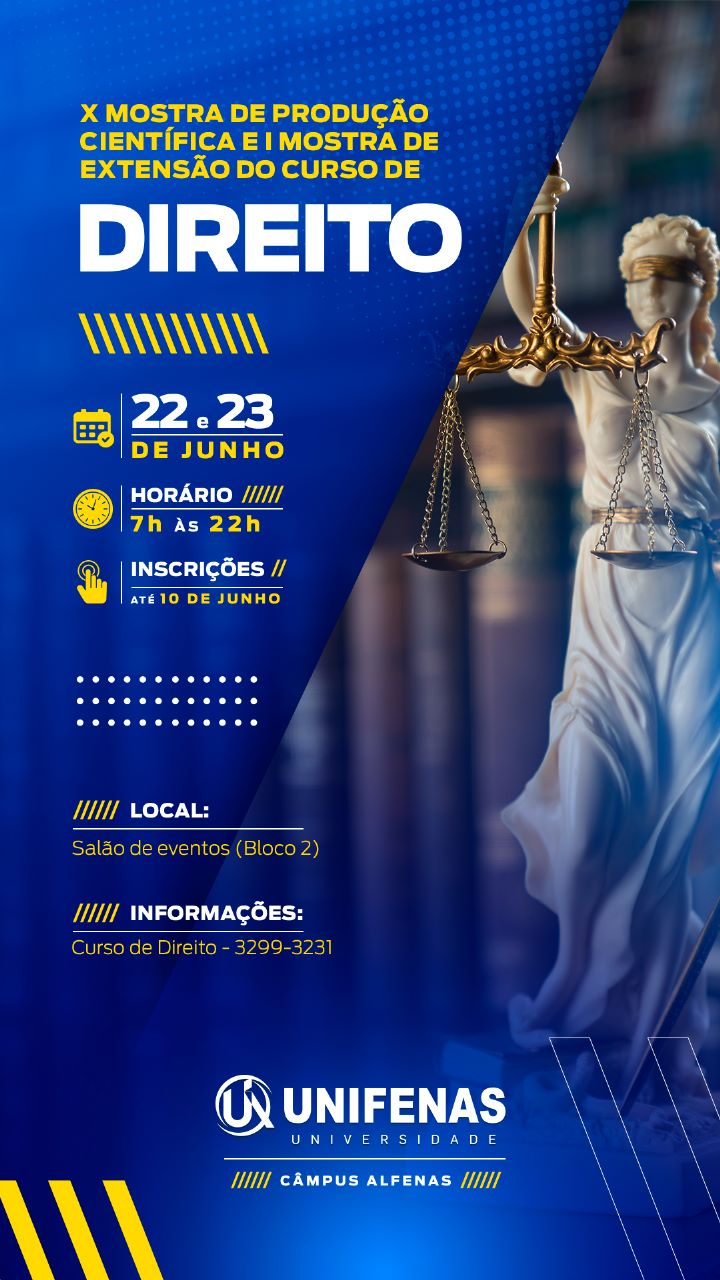 X MOSTRA DE PRODUÇÃO
CIENTÍFICA E I MOSTRA DE
EXTENSÃO DO CURSO DE
DIREITO
22 e 23
DE JUNHO
HORÁRIO
7h ÀS 22h
INSCRIÇÕES
ATÉ 10 DE JUNHO
LOCAL:
Salão de eventos (Bloco 2)
INFORMAÇÕES:
Curso de Direito - 3299-3231
UNIFENAS
UNIVERSIDADE
CÂMPUS ALFENAS